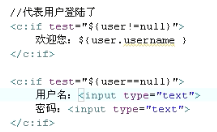 //代表用户登陆了
<c:if test="${user!=null}">
欢迎您：${user.username }
</c:if>
<c:if test="${user==null}">
用户名：<input type="text">
密码：<input type="text">
</c:if>